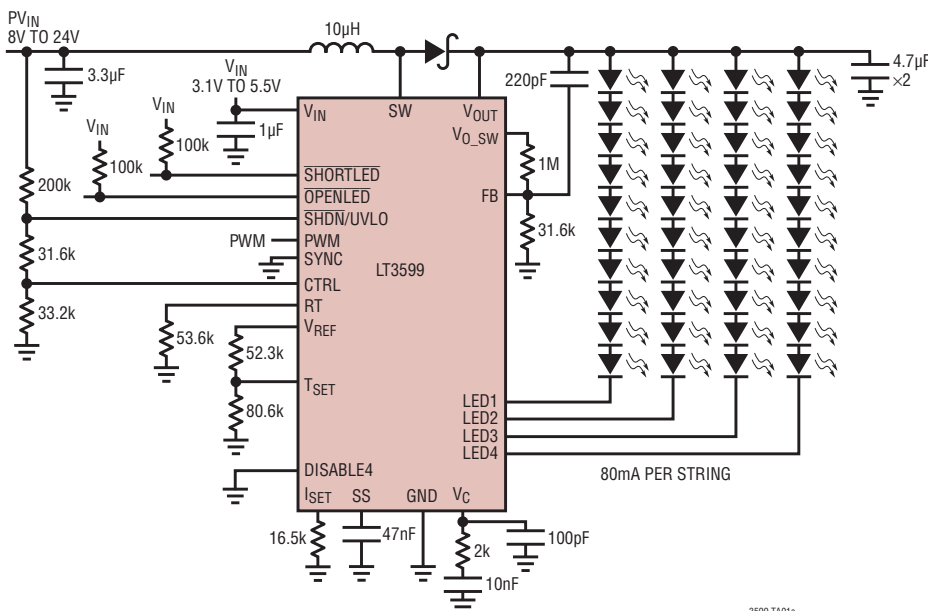 PVIN
8V TO 24V
10µH
3.3µF
VIN
3.1V TO 5.5V
1µF
VIN
100k
VIN
100k
200k
31.6k
33.2k
53.6k
52.3k
80.6k
VIN
SW
VOUT
VO_SW
FB
SHORTLED
OPENLED
SHDN/UVLO
PWM
PWM
SYNC
LT3599
CTRL
RT
VREF
TSET
DISABLE4
ISET
SS
GND
VC
LED1
LED2
LED3
LED4
220pF
1M
31.6k
4.7µF
×2
80mA PER STRING
16.5k
47nF
2k
10nF
100pF
3599 TA01a